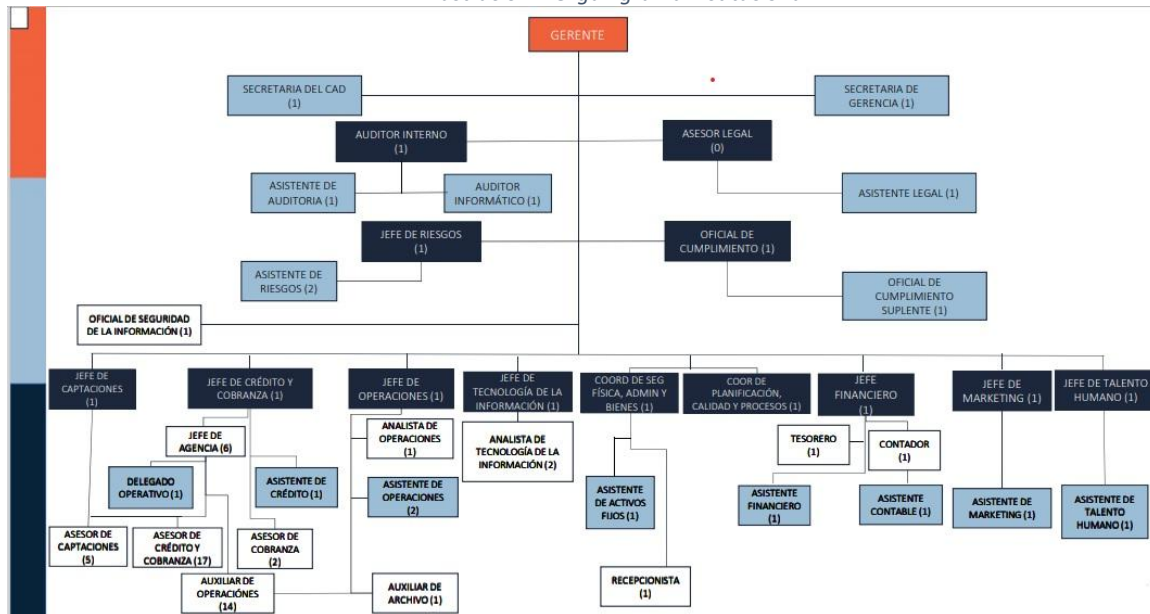 GERENTE
SECRETARIA DEL CAD
(1)
SECRETARIA DE
GERENCIA (1)
AUDITOR INTERNO
(1)
ASESOR LEGAL
(0)
ASISTENTE DE
AUDITORIA (1)
AUDITOR
INFORMÁTICO (1)
ASISTENTE LEGAL (1)
JEFE DE RIESGOS
(1)
OFICIAL DE
CUMPLIMIENTO (1)
ASISTENTE DE
RIESGOS (2)
OFICIAL DE
CUMPLIMIENTO
SUPLENTE (1)
OFICIAL DE SEGURIDAD
DE LA INFORMACIÓN (1)
JEFE DE
CAPTACIONES
(1)
JEFE DE CRÉDITO Y
COBRANZA (1)
JEFE DE
OPERACIONES (1)
JEFE DE
TECNOLOGÍA DE LA
INFORMACIÓN (1)
COORD DE SEG
FÍSICA, ADMIN Y
BIENES (1)
COOR DE
PLANIFICACIÓN,
CALIDAD Y PROCESOS (1)
JEFE
FINANCIERO
(1)
JEFE DE
MARKETING (1)
JEFE DE TALENTO
HUMANO (1)
JEFE DE
AGENCIA (6)
ANALISTA DE
OPERACIONES
(1)
ANALISTA DE
TECNOLOGÍA DE LA
INFORMACIÓN (2)
TESORERO
(1)
CONTADOR
(1)
DELEGADO
OPERATIVO (1)
ASISTENTE DE
CRÉDITO (1)
ASISTENTE DE
OPERACIONES
(2)
ASISTENTE
DE ACTIVOS
FIJOS (1)
ASISTENTE
FINANCIERO
(1)
ASISTENTE
CONTABLE (1)
ASISTENTE DE
MARKETING (1)
ASISTENTE DE
TALENTO
HUMANO (1)
ASESOR DE
CAPTACIONES
(5)
ASESOR DE
CRÉDITO Y
COBRANZA (17)
ASESOR DE
COBRANZA
(2)
AUXILIAR DE
OPERACIÓNES
(14)
AUXILIAR DE
ARCHIVO (1)
RECEPCIONISTA
(1)